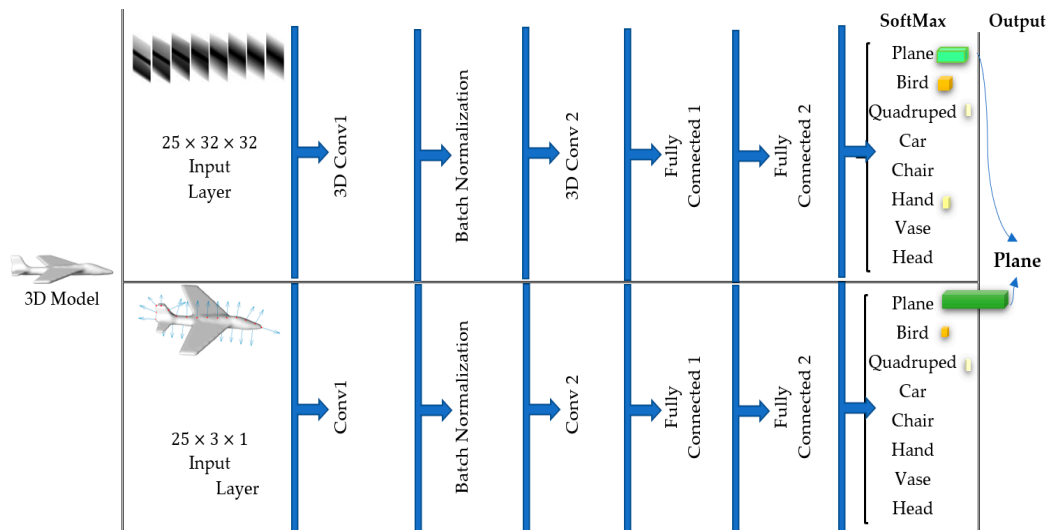 SoftMax
Output
25 × 32 × 32
Input
Layer
3D Conv1
Batch Normalization
3D Conv 2
Fully
Connected 1
Fully
Connected 2
Plane
Bird
Quadruped
Car
Chair
Hand
Vase
Head
3D Model
Plane
25 × 3 × 1
Input
Layer
Conv1
Batch Normalization
Conv 2
Fully
Connected 1
Fully
Connected 2
Plane
Bird
Quadruped
Car
Chair
Hand
Vase
Head